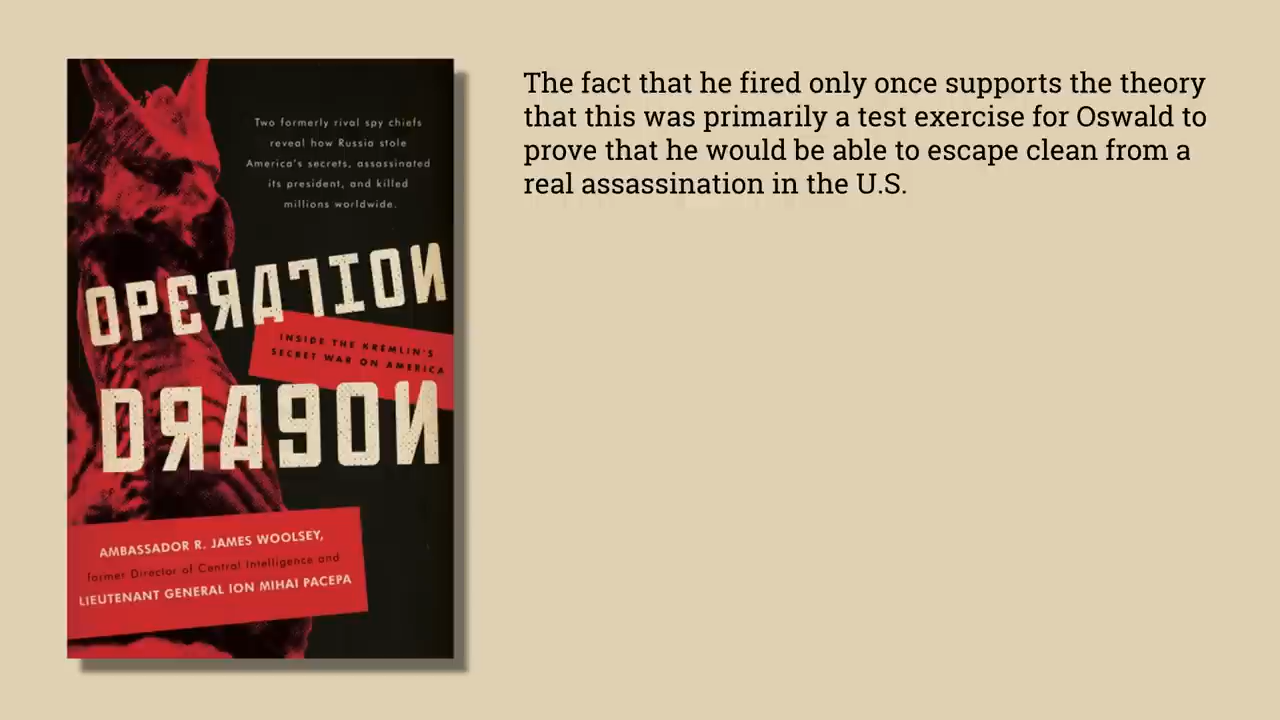 Two formerly rival spy chiefs
reveal how Russia stole
America's secrets, assassinated
its president, and killed
millions worldwide.
OPEЯATIOИ
INSIDE THE KREMLIN'S
SECRET WAR ON AMERICA
DЯAGOИ
AMBASSADOR R. JAMES WOOLSEY,
former Director of Central Intelligence and
LIEUTENANT GENERAL ION MIHAI PACEPA
The fact that he fired only once supports the theory
that this was primarily a test exercise for Oswald to
prove that he would be able to escape clean from a
real assassination in the U.S.